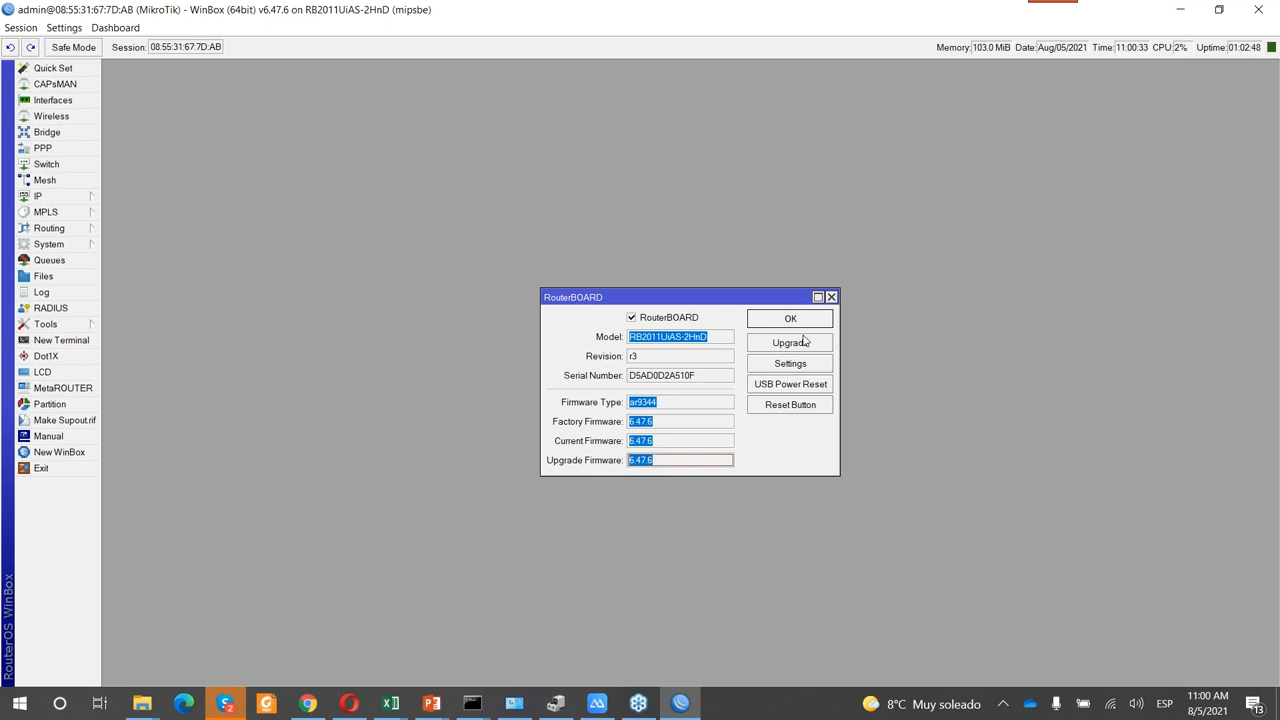 admin@08:55:31:67:7D:AB (MikroTik) - WinBox (64bit) v6.47.6 on RB2011UiAS-2HnD (mipsbe)
Session Settings Dashboard
Safe Mode Session: 08:55:31:67:7D:AB Memory: 103.0 MiB Date: Aug/05/2021 Time: 11:00:33 CPU: 2% Uptime: 01:02:48
Quick Set
CAPsMAN
Interfaces
Wireless
Bridge
PPP
Switch
Mesh
IP
MPLS
Routing
System
Queues
Files
Log
RADIUS
Tools
New Terminal
Dot1X
LCD
MetaROUTER
Partition
Make Supout.rif
Manual
New WinBox
Exit
RouterOS WinBox
RouterBOARD
RouterBOARD
Model: RB2011UiAS-2HnD
Revision: r3
Serial Number: D5AD0D2A510F
Firmware Type: ar9344
Factory Firmware: 6.47.6
Current Firmware: 6.47.6
Upgrade Firmware: 6.47.6
OK
Upgrade
Settings
USB Power Reset
Reset Button
8°C Muy soleado
ESP
11:00 AM
8/5/2021
13